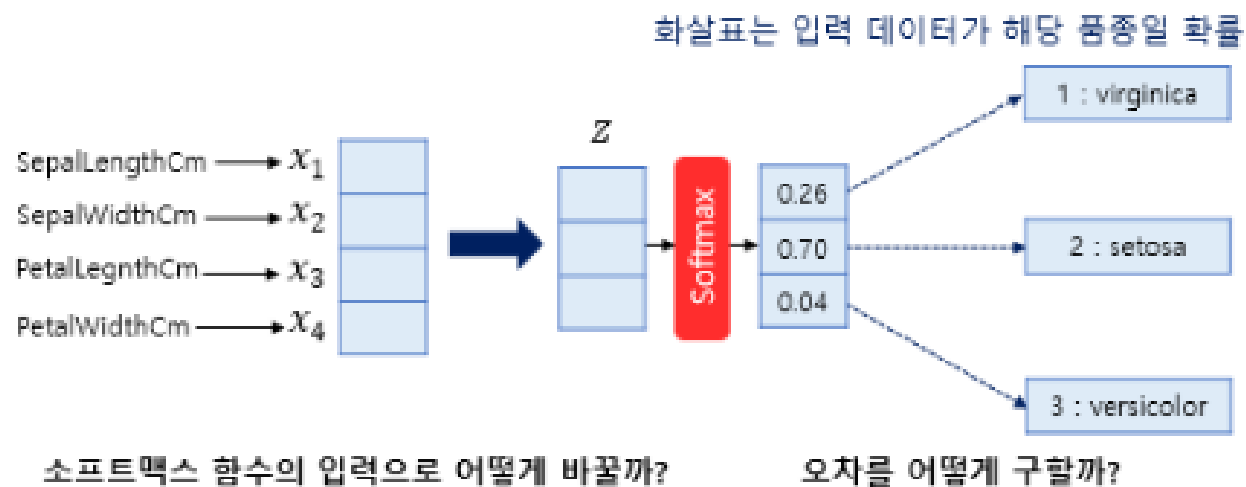 화살표는 입력 데이터가 해당 품종일 확률
1 : virginica
z
SepalLengthCm x₁
0.26
SepalWidthCm x₂
Softmax
0.70
2 : setosa
PetalLegnthCm x₃
0.04
PetalWidthCm x₄
3 : versicolor
소프트맥스 함수의 입력으로 어떻게 바꿀까?
오차를 어떻게 구할까?